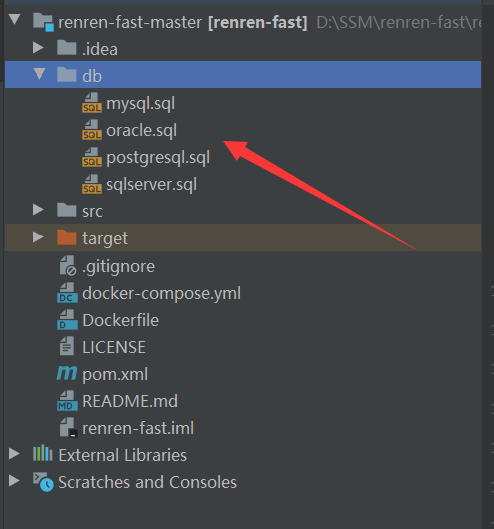 renren-fast-master [renren-fast] D:\SSM\renren-fast\re
.idea
db
SQL mysql.sql
SQL oracle.sql
SQL postgresql.sql
SQL sqlserver.sql
src
target
.gitignore
DC docker-compose.yml
D Dockerfile
LICENSE
m pom.xml
MD README.md
renren-fast.iml
External Libraries
Scratches and Consoles